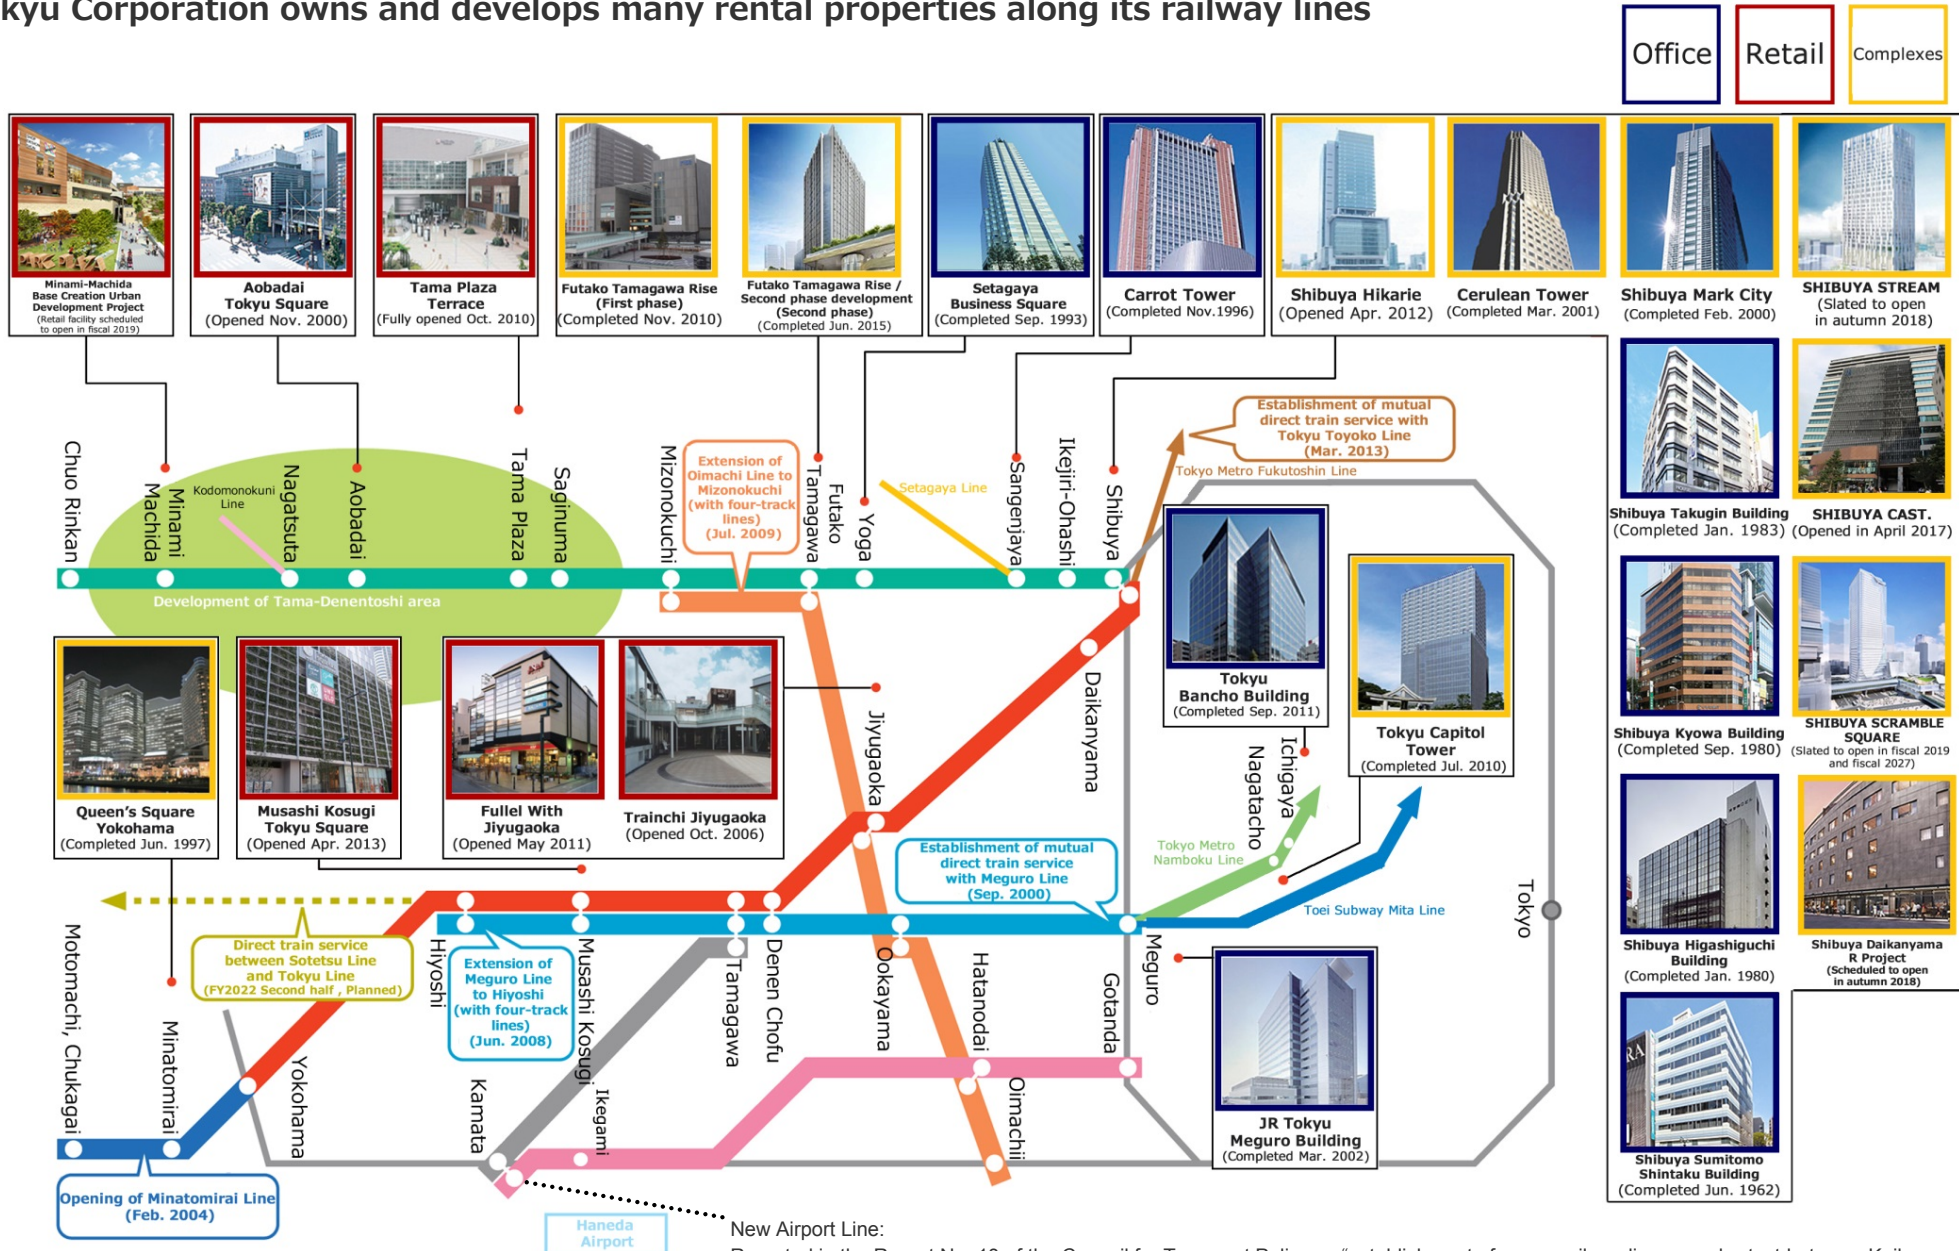 kyu Corporation owns and develops many rental properties along its railway lines
Office
Retail
Complexes
Minami-Machida
Base Creation Urban
Development Project
(Retail facility scheduled
to open in fiscal 2019)
Aobadai
Tokyu Square
(Opened Nov. 2000)
Tama Plaza
Terrace
(Fully opened Oct. 2010)
Futako Tamagawa Rise
(First phase)
(Completed Nov. 2010)
Futako Tamagawa Rise /
Second phase development
(Second phase)
(Completed Jun. 2015)
Setagaya
Business Square
(Completed Sep. 1993)
Carrot Tower
(Completed Nov.1996)
Shibuya Hikarie
(Opened Apr. 2012)
Cerulean Tower
(Completed Mar. 2001)
Shibuya Mark City
(Completed Feb. 2000)
SHIBUYA STREAM
(Slated to open
in autumn 2018)
Shibuya Takugin Building
(Completed Jan. 1983)
SHIBUYA CAST.
(Opened in April 2017)
Shibuya Kyowa Building
(Completed Sep. 1980)
SHIBUYA SCRAMBLE
SQUARE
(Slated to open in fiscal 2019
and fiscal 2027)
Shibuya Higashiguchi
Building
(Completed Jan. 1980)
Shibuya Daikanyama
R Project
(Scheduled to open
in autumn 2018)
Shibuya Sumitomo
Shintaku Building
(Completed Jun. 1962)
Establishment of mutual
direct train service with
Tokyu Toyoko Line
(Mar. 2013)
Tokyo Metro Fukutoshin Line
Chuo Rinkan
Minami
Machida
Kodomonokuni
Line
Nagatsuta
Aobadai
Tama Plaza
Saginuma
Mizonokuchi
Extension of
Oimachi Line to
Mizonokuchi
(with four-track
lines)
(Jul. 2009)
Futako
Tamagawa
Yoga
Setagaya Line
Sangenjaya
Ikejiri-Ohashi
Shibuya
Development of Tama-Denentoshi area
Queen's Square
Yokohama
(Completed Jun. 1997)
Musashi Kosugi
Tokyu Square
(Opened Apr. 2013)
Fullel With
Jiyugaoka
(Opened May 2011)
Trainchi Jiyugaoka
(Opened Oct. 2006)
Jiyugaoka
Daikanyama
Tokyu
Bancho Building
(Completed Sep. 2011)
Tokyu Capitol
Tower
(Completed Jul. 2010)
Ichigaya
Nagatacho
Tokyo Metro
Namboku Line
Toei Subway Mita Line
Establishment of mutual
direct train service
with Meguro Line
(Sep. 2000)
Tokyo
Direct train service
between Sotetsu Line
and Tokyu Line
(FY2022 Second half , Planned)
Hiyoshi
Extension of
Meguro Line
to Hiyoshi
(with four-track
lines)
(Jun. 2008)
Musashi Kosugi
Tamagawa
Denen Chofu
Ookayama
Hatanodai
Gotanda
Meguro
Motomachi, Chukagai
Minatomirai
Yokohama
Kamata
Ikegami
Oimachii
JR Tokyu
Meguro Building
(Completed Mar. 2002)
Opening of Minatomirai Line
(Feb. 2004)
Haneda
Airport
New Airport Line: